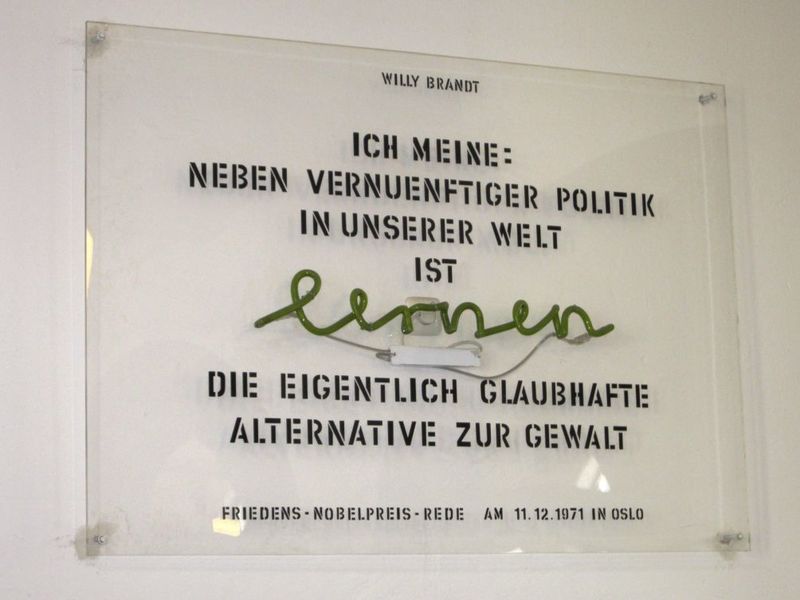 WILLY BRANDT
ICH MEINE:
NEBEN VERNUENFTIGER POLITIK
IN UNSERER WELT
IST
lernen
DIE EIGENTLICH GLAUBHAFTE
ALTERNATIVE ZUR GEWALT
FRIEDENS-NOBELPREIS-REDE AM 11.12.1971 IN OSLO